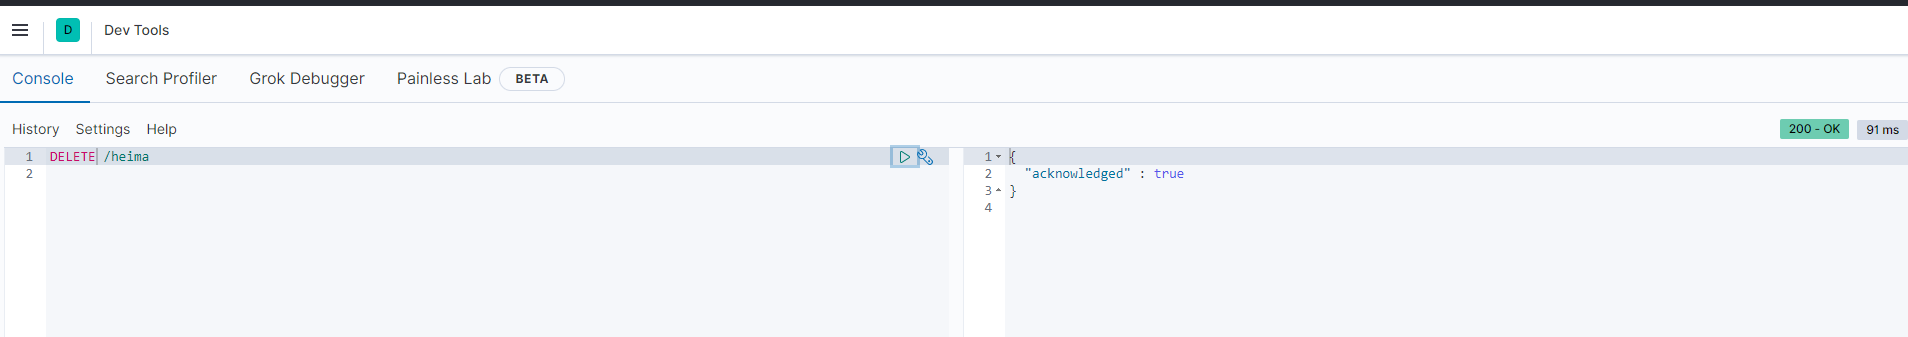 D Dev Tools
Console Search Profiler Grok Debugger Painless Lab BETA
History Settings Help
200 - OK 91 ms
1 DELETE /heima
2
1 {
2 "acknowledged" : true
3 }
4